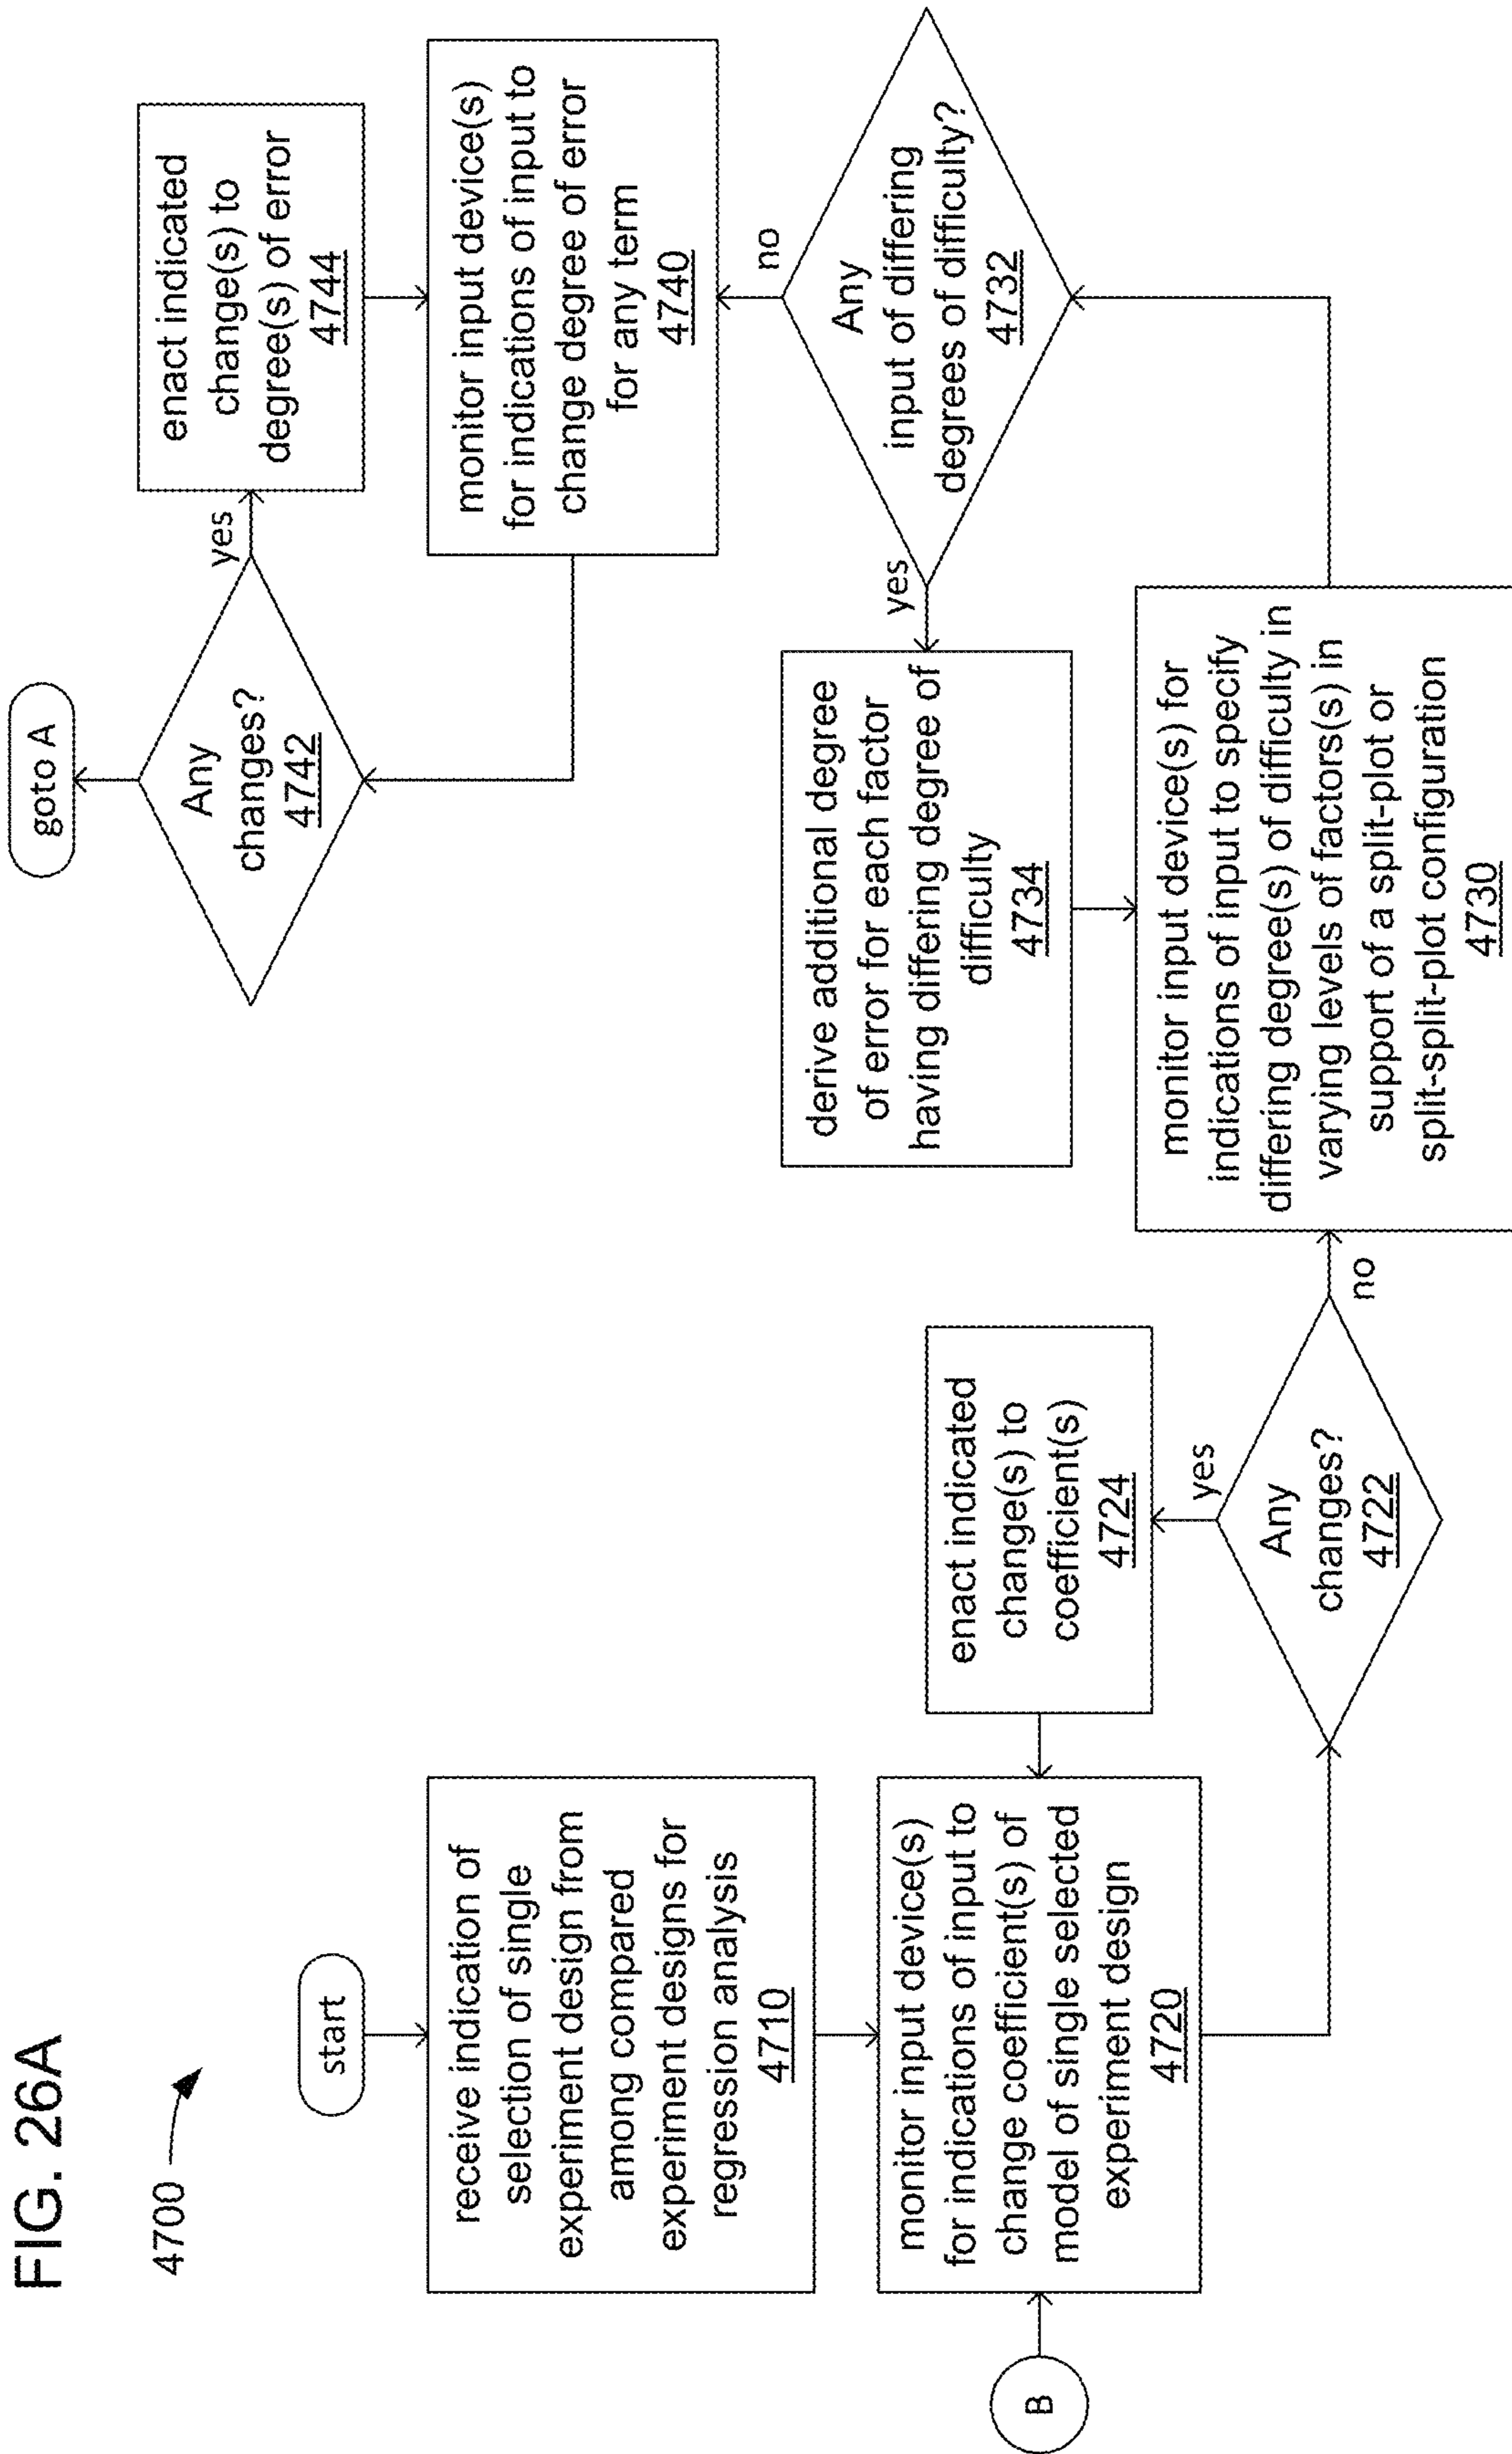 FIG. 26A
4700
start
receive indication of
selection of single
experiment design from
among compared
experiment designs for
regression analysis
4710
B
monitor input device(s)
for indications of input to
change coefficient(s) of
model of single selected
experiment design
4720
enact indicated
change(s) to
coefficient(s)
4724
yes
Any
changes?
4722
no
monitor input device(s) for
indications of input to specify
differing degree(s) of difficulty in
varying levels of factors(s) in
support of a split-plot or
split-split-plot configuration
4730
derive additional degree
of error for each factor
having differing degree of
difficulty
4734
yes
Any
input of differing
degrees of difficulty?
4732
no
monitor input device(s)
for indications of input to
change degree of error
for any term
4740
enact indicated
change(s) to
degree(s) of error
4744
yes
Any
changes?
4742
goto A